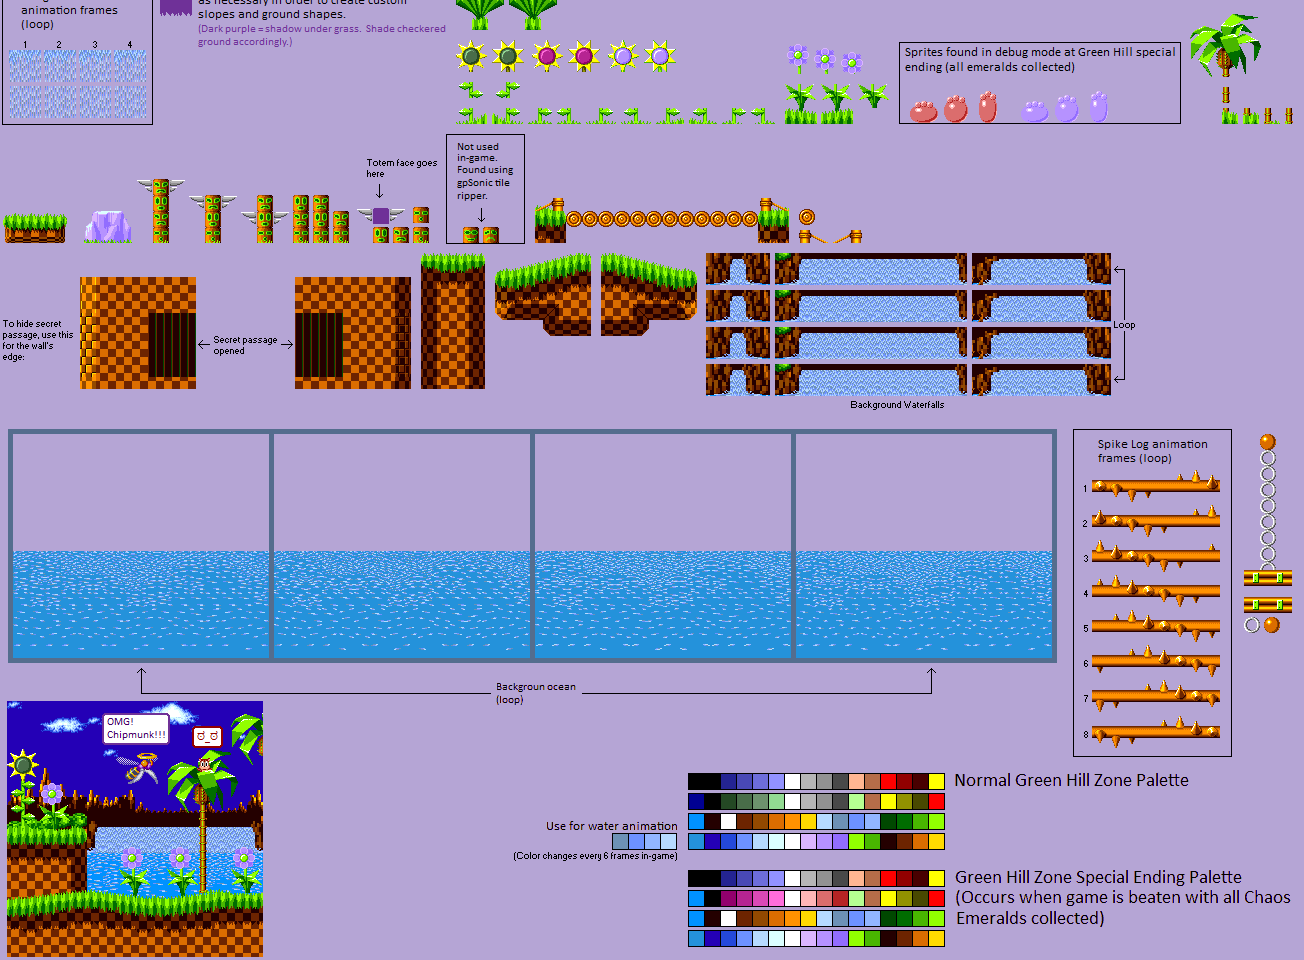 animation frames
(loop)
1 2 3 4
as necessary in order to create custom
slopes and ground shapes.
(Dark purple = shadow under grass. Shade checkered
ground accordingly.)
Sprites found in debug mode at Green Hill special
ending (all emeralds collected)
Totem face goes
here
Not used
in-game.
Found using
gpSonic tile
ripper.
To hide secret
passage, use this
for the wall's
edge:
Secret passage
opened
Loop
Background Waterfalls
Spike Log animation
frames (loop)
1
2
3
4
5
6
7
8
Backgroun ocean
(loop)
OMG!
Chipmunk!!!
Normal Green Hill Zone Palette
Use for water animation
(Color changes every 6 frames in-game)
Green Hill Zone Special Ending Palette
(Occurs when game is beaten with all Chaos
Emeralds collected)